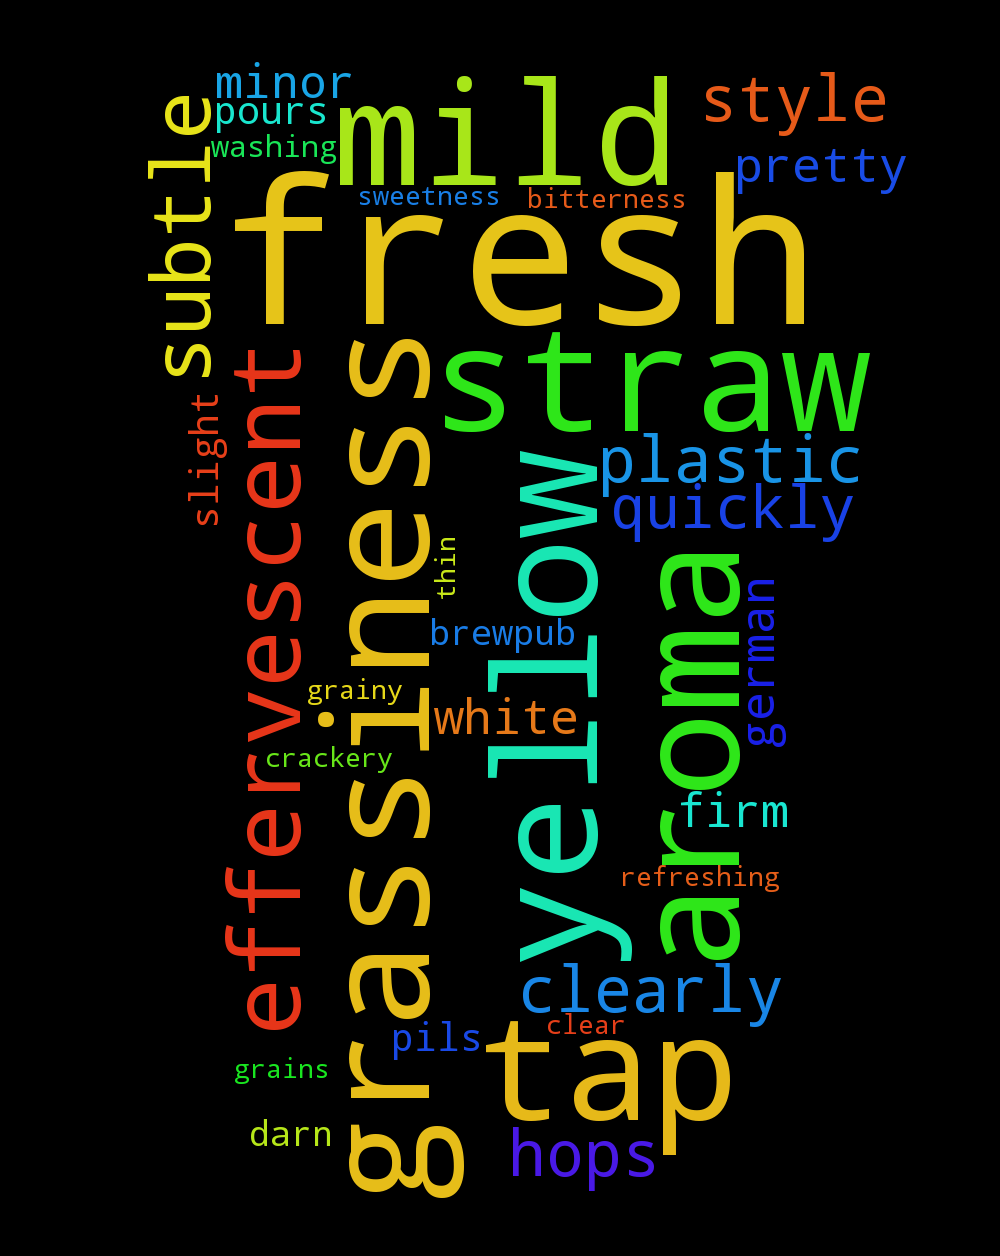 minor
pours
washing
mild
style
pretty
subtle
sweetness
bitterness
fresh
straw
slight
effervescent
grassiness
plastic
quickly
yellow
thin
aroma
german
brewpub
grainy
white
crackery
firm
refreshing
clearly
clear
pils
tap
grains
darn
hops